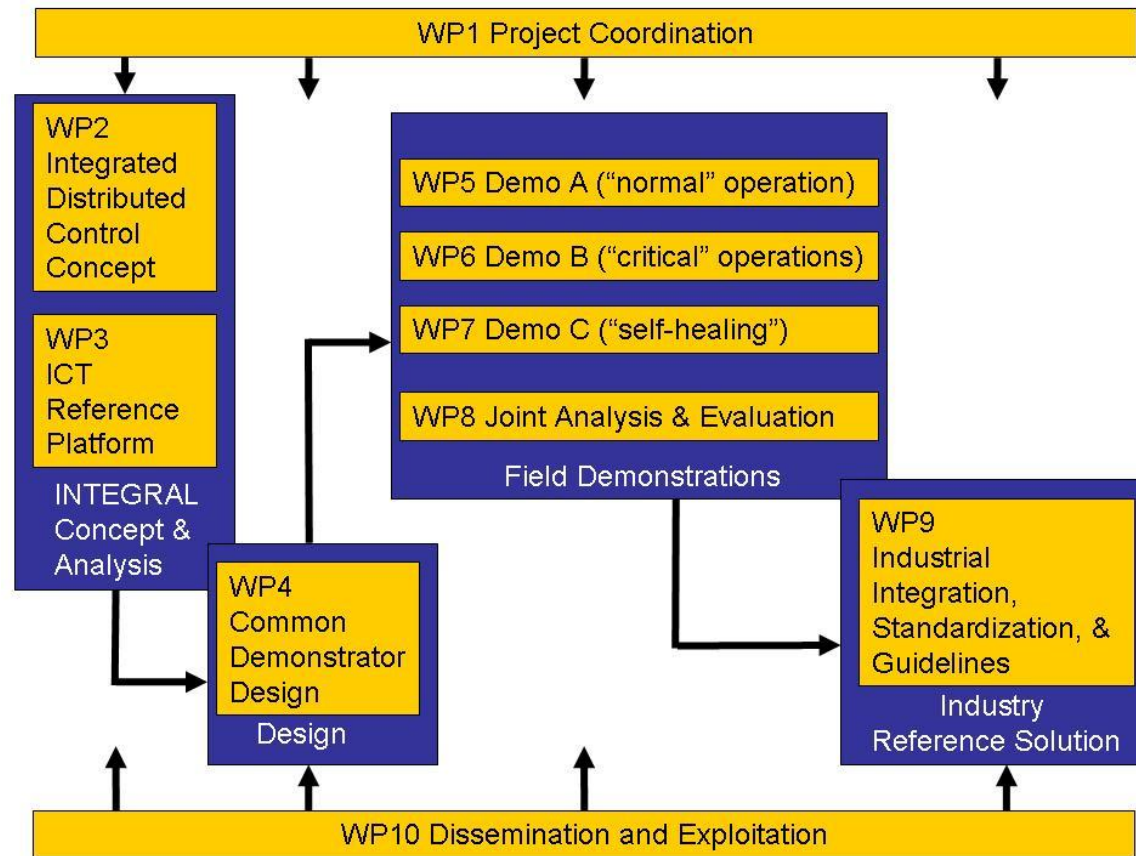 WP1 Project Coordination
WP2
Integrated
Distributed
Control
Concept
WP3
ICT
Reference
Platform
INTEGRAL
Concept &
Analysis
WP4
Common
Demonstrator
Design
Design
WP5 Demo A (“normal” operation)
WP6 Demo B (“critical” operations)
WP7 Demo C (“self-healing”)
WP8 Joint Analysis & Evaluation
Field Demonstrations
WP9
Industrial
Integration,
Standardization, &
Guidelines
Industry
Reference Solution
WP10 Dissemination and Exploitation